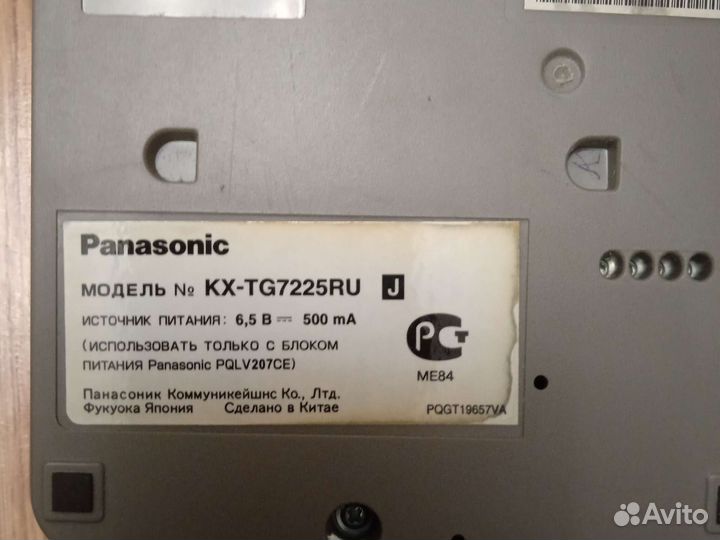 Panasonic
МОДЕЛЬ № KX-TG7225RU J
ИСТОЧНИК ПИТАНИЯ: 6,5 В ⎓ 500 mA
(ИСПОЛЬЗОВАТЬ ТОЛЬКО С БЛОКОМ
ПИТАНИЯ Panasonic PQLV207CE)
РСТ
ME84
Панасоник Коммуникейшнс Ко., Лтд.
Фукуока Япония Сделано в Китае
PQGT19657VA
Avito